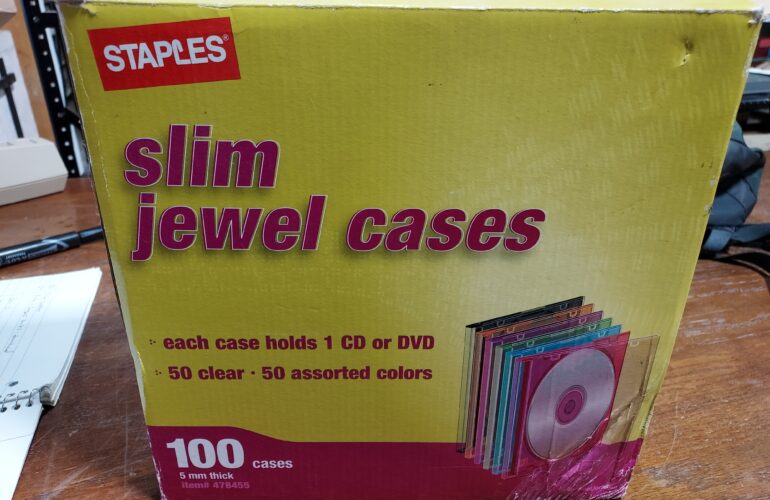 STAPLES®
slim
jewel cases
each case holds 1 CD or DVD
50 clear · 50 assorted colors
100 cases
5 mm thick
item# 478455